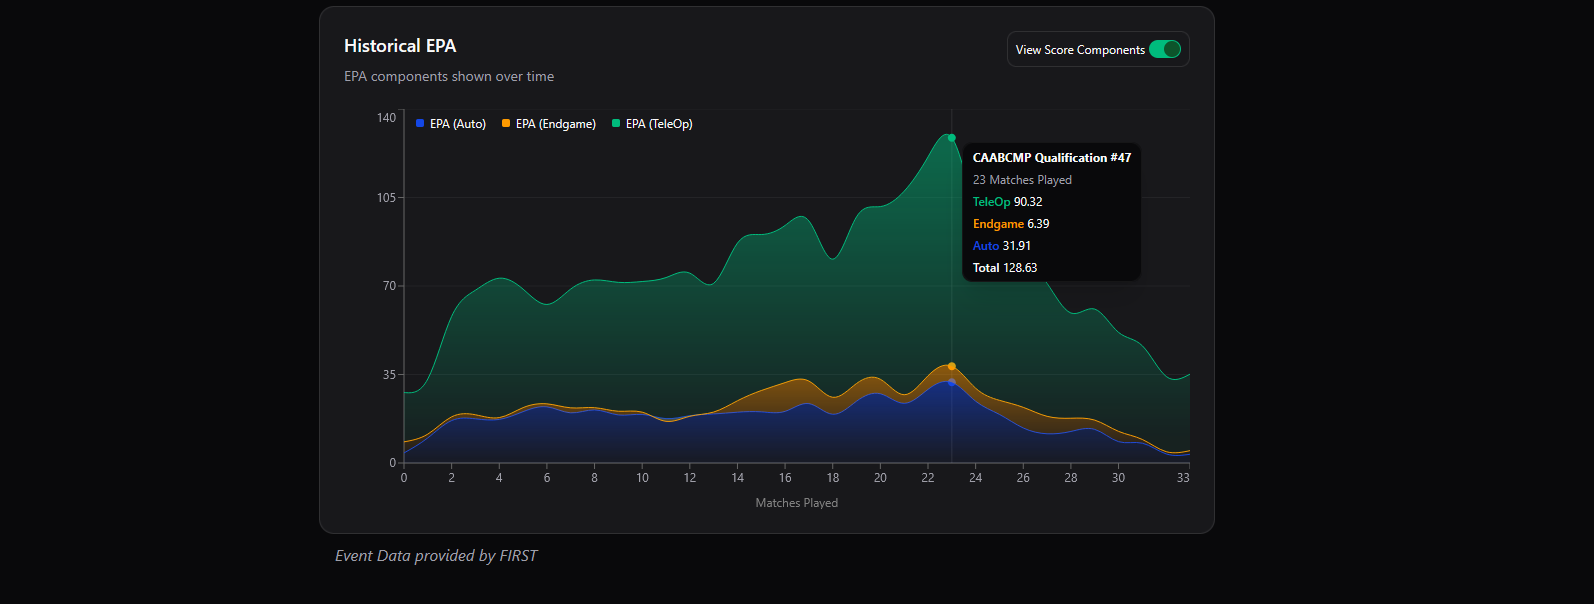 Historical EPA
View Score Components
EPA components shown over time
EPA (Auto) EPA (Endgame) EPA (TeleOp)
140
105
70
35
0
CAABCMP Qualification #47
23 Matches Played
TeleOp 90.32
Endgame 6.39
Auto 31.91
Total 128.63
0 2 4 6 8 10 12 14 16 18 20 22 24 26 28 30 33
Matches Played
Event Data provided by FIRST